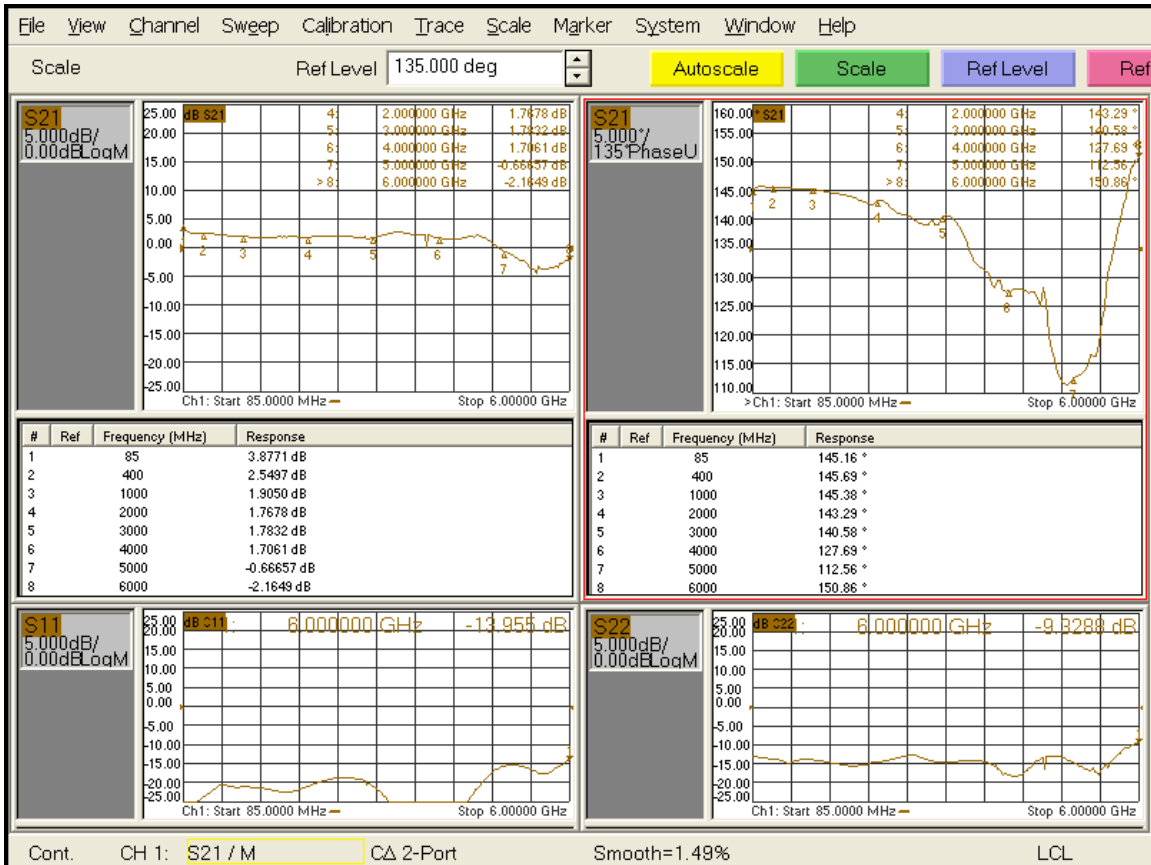 File View Channel Sweep Calibration Trace Scale Marker System Window Help
Scale Ref Level 135.000 deg Autoscale Scale Ref Level Ref
S21
5.000dB/
0.00dBLogM
dB S21
25.00
20.00
15.00
10.00
5.00
0.00
-5.00
-10.00
-15.00
-20.00
-25.00
4: 2.000000 GHz 1.7678 dB
5: 3.000000 GHz 1.7832 dB
6: 4.000000 GHz 1.7061 dB
7: 5.000000 GHz -0.66657 dB
> 8: 6.000000 GHz -2.1649 dB
2 3 4 5 6 7
Ch1: Start 85.0000 MHz Stop 6.00000 GHz
S21
5.000°/
135°PhaseU
° S21
160.00
155.00
150.00
145.00
140.00
135.00
130.00
125.00
120.00
115.00
110.00
4: 2.000000 GHz 143.29 °
5: 3.000000 GHz 140.58 °
6: 4.000000 GHz 127.69 °
7: 5.000000 GHz 112.56 °
> 8: 6.000000 GHz 150.86 °
2 3 4 5 6 7
>Ch1: Start 85.0000 MHz Stop 6.00000 GHz
# Ref Frequency (MHz) Response
1 85 3.8771 dB
2 400 2.5497 dB
3 1000 1.9050 dB
4 2000 1.7678 dB
5 3000 1.7832 dB
6 4000 1.7061 dB
7 5000 -0.66657 dB
8 6000 -2.1649 dB
# Ref Frequency (MHz) Response
1 85 145.16 °
2 400 145.69 °
3 1000 145.38 °
4 2000 143.29 °
5 3000 140.58 °
6 4000 127.69 °
7 5000 112.56 °
8 6000 150.86 °
S11
5.000dB/
0.00dBLogM
25.00
20.00
15.00
10.00
5.00
0.00
-5.00
-10.00
-15.00
-20.00
-25.00
dB S11 : 6.000000 GHz -13.955 dB
Ch1: Start 85.0000 MHz Stop 6.00000 GHz
S22
5.000dB/
0.00dBLogM
25.00
20.00
15.00
10.00
5.00
0.00
-5.00
-10.00
-15.00
-20.00
-25.00
dB S22 : 6.000000 GHz -9.3288 dB
Ch1: Start 85.0000 MHz Stop 6.00000 GHz
Cont. CH 1: S21 / M CΔ 2-Port Smooth=1.49% LCL